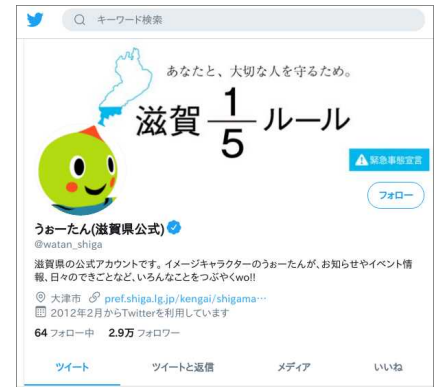 キーワード検索
あなたと、大切な人を守るため。
滋賀 1/5 ルール
緊急事態宣言
フォロー
うぉーたん(滋賀県公式)
@watan_shiga
滋賀県の公式アカウントです。イメージキャラクターのうぉーたんが、お知らせやイベント情
報、日々のできごとなど、いろんなことをつぶやくwo!!
大津市 pref.shiga.lg.jp/kengai/shigama…
2012年2月からTwitterを利用しています
64 フォロー中 2.9万 フォロワー
ツイート ツイートと返信 メディア いいね